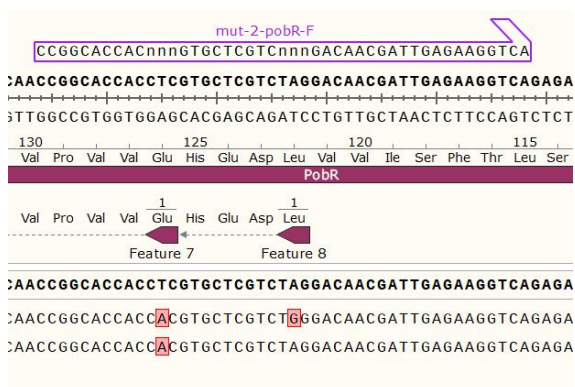 mut-2-pobR-F
CCGGCACCACnnnGTGCTCGTCnnnGACAACGATTGAGAAGGTCA
CAACCGGCACCACCTCGTGCTCGTCTAGGACAACGATTGAGAAGGTCAGAGA
GTTGGCCGTGGTGGAGCACGAGCAGATCCTGTTGCTAACTCTTCCAGTCTCT
130 125 120 115
Val Pro Val Val Glu His Glu Asp Leu Val Val Ile Ser Phe Thr Leu Ser
PobR
1 1
Val Pro Val Val Glu His Glu Asp Leu
Feature 7 Feature 8
CAACCGGCACCACCTCGTGCTCGTCTAGGACAACGATTGAGAAGGTCAGAGA
CAACCGGCACCACCACGTGCTCGTCTGGGACAACGATTGAGAAGGTCAGAGA
CAACCGGCACCACCACGTGCTCGTCTAGGACAACGATTGAGAAGGTCAGAGA